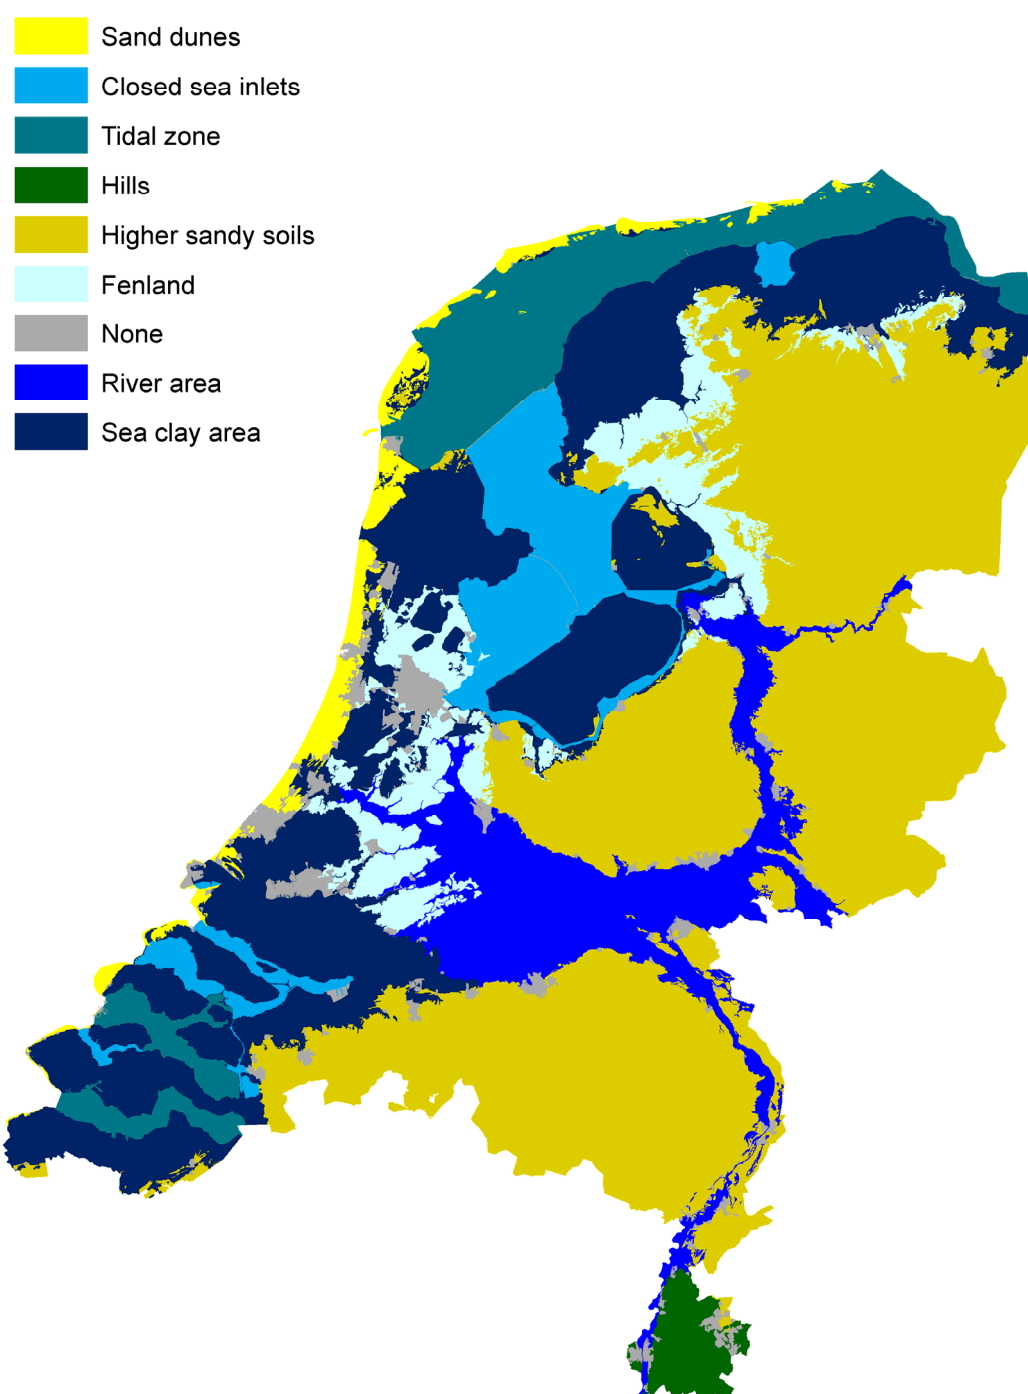 Sand dunes
Closed sea inlets
Tidal zone
Hills
Higher sandy soils
Fenland
None
River area
Sea clay area